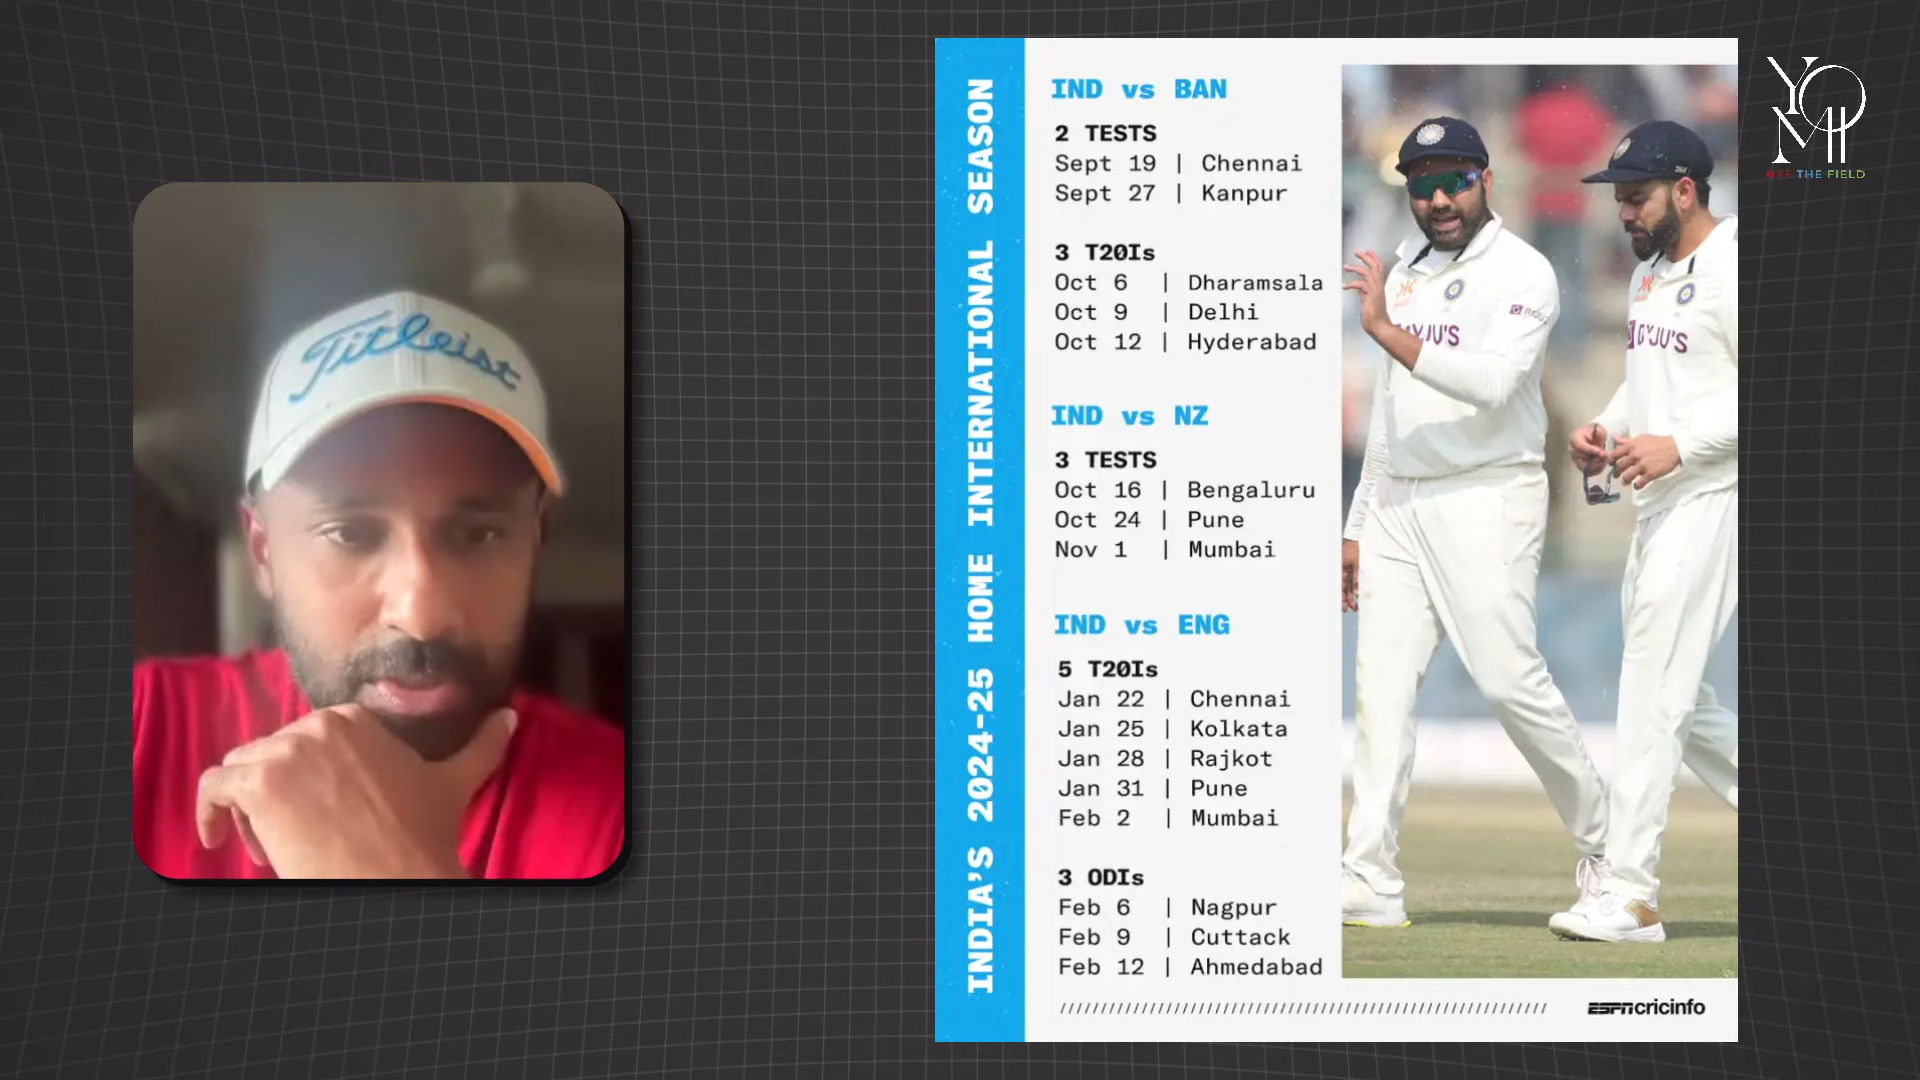 Titleist
INDIA'S 2024-25 HOME INTERNATIONAL SEASON
IND vs BAN
2 TESTS
Sept 19 | Chennai
Sept 27 | Kanpur
3 T20Is
Oct 6 | Dharamsala
Oct 9 | Delhi
Oct 12 | Hyderabad
IND vs NZ
3 TESTS
Oct 16 | Bengaluru
Oct 24 | Pune
Nov 1 | Mumbai
IND vs ENG
5 T20Is
Jan 22 | Chennai
Jan 25 | Kolkata
Jan 28 | Rajkot
Jan 31 | Pune
Feb 2 | Mumbai
3 ODIs
Feb 6 | Nagpur
Feb 9 | Cuttack
Feb 12 | Ahmedabad
ESPNcricinfo
BYJU'S
YOMII
OFF THE FIELD